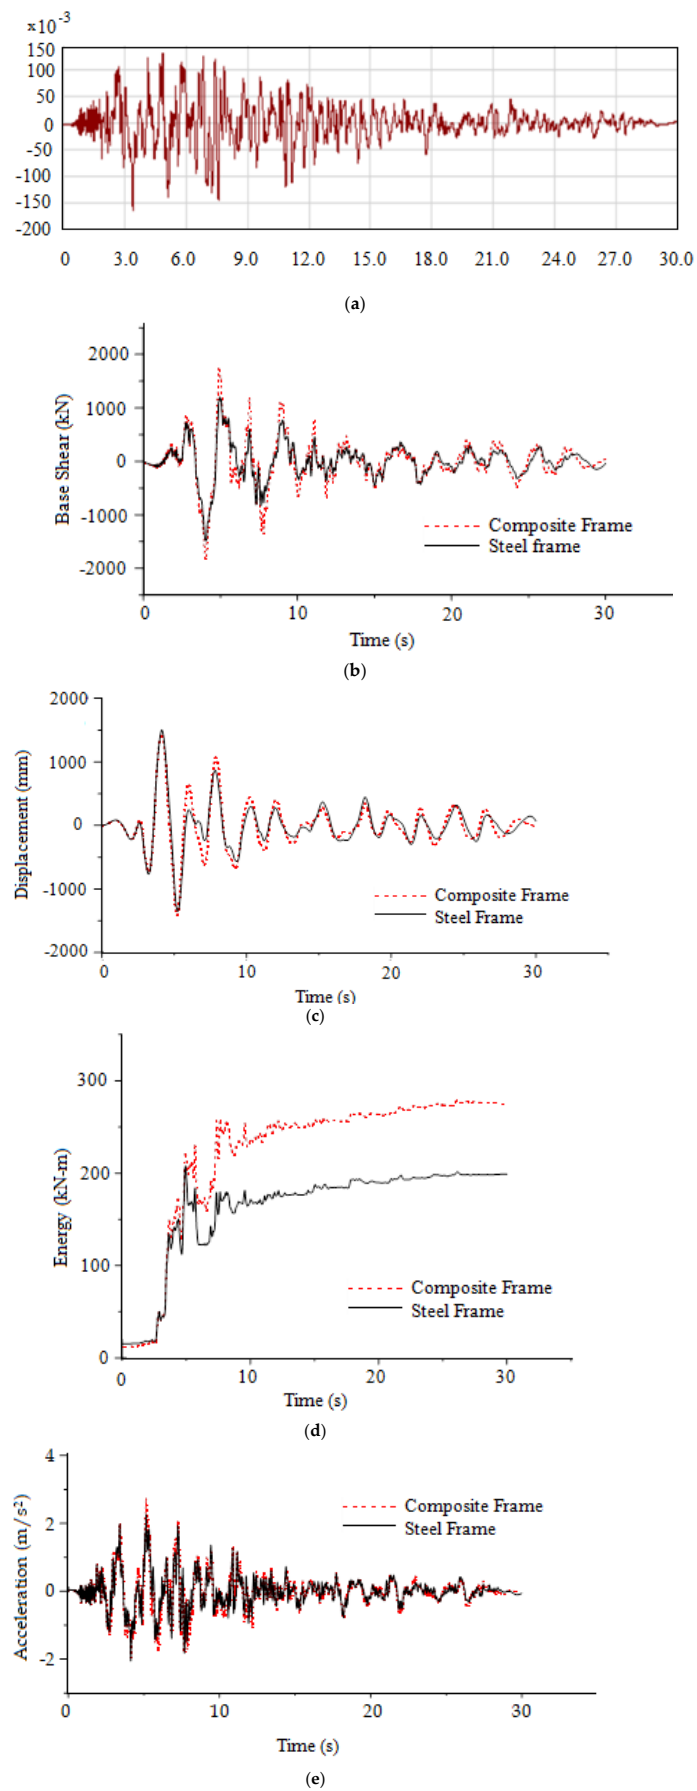 x10⁻³
150
100
50
0
-50
-100
-150
-200
0 3.0 6.0 9.0 12.0 15.0 18.0 21.0 24.0 27.0 30.0
(a)
Base Shear (kN)
2000
1000
0
-1000
-2000
Composite Frame
Steel frame
0 10 20 30
Time (s)
(b)
Displacement (mm)
2000
1000
0
-1000
-2000
Composite Frame
Steel Frame
0 10 20 30
Time (s)
(c)
Energy (kN-m)
300
200
100
0
Composite Frame
Steel Frame
0 10 20 30
Time (s)
(d)
Acceleration (m/s²)
4
2
0
-2
Composite Frame
Steel Frame
0 10 20 30
Time (s)
(e)